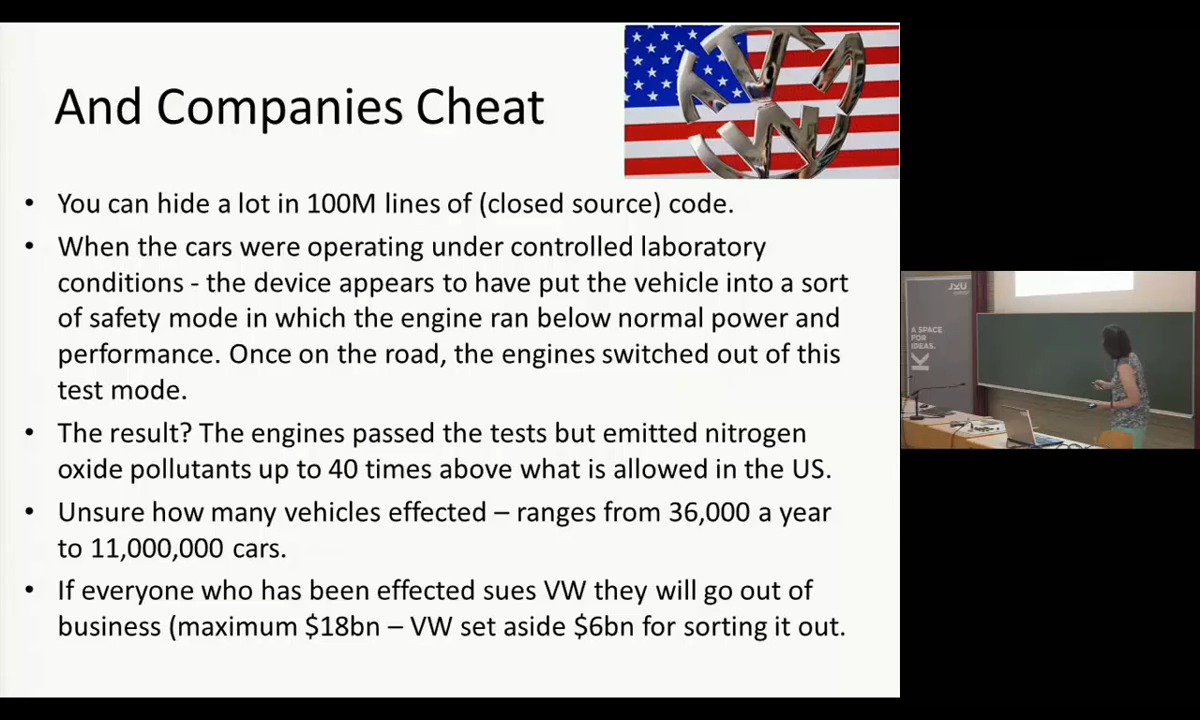 And Companies Cheat
• You can hide a lot in 100M lines of (closed source) code.
• When the cars were operating under controlled laboratory
conditions - the device appears to have put the vehicle into a sort
of safety mode in which the engine ran below normal power and
performance. Once on the road, the engines switched out of this
test mode.
• The result? The engines passed the tests but emitted nitrogen
oxide pollutants up to 40 times above what is allowed in the US.
• Unsure how many vehicles effected – ranges from 36,000 a year
to 11,000,000 cars.
• If everyone who has been effected sues VW they will go out of
business (maximum $18bn – VW set aside $6bn for sorting it out.
JKU
A SPACE
FOR
IDEAS.